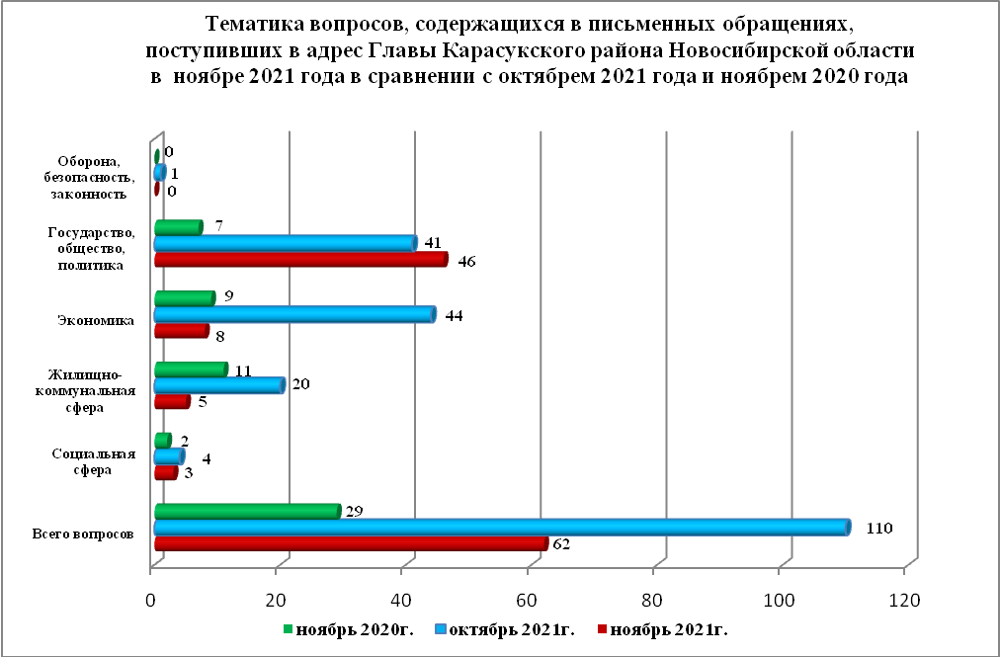 Тематика вопросов, содержащихся в письменных обращениях,
поступивших в адрес Главы Карасукского района Новосибирской области
в ноябре 2021 года в сравнении с октябрем 2021 года и ноябрем 2020 года
Оборона,
безопасность,
законность
0
1
0
Государство,
общество,
политика
7
41
46
Экономика
9
44
8
Жилищно-
коммунальная
сфера
11
20
5
Социальная
сфера
2
4
3
Всего вопросов
29
110
62
0 20 40 60 80 100 120
ноябрь 2020г. октябрь 2021г. ноябрь 2021г.